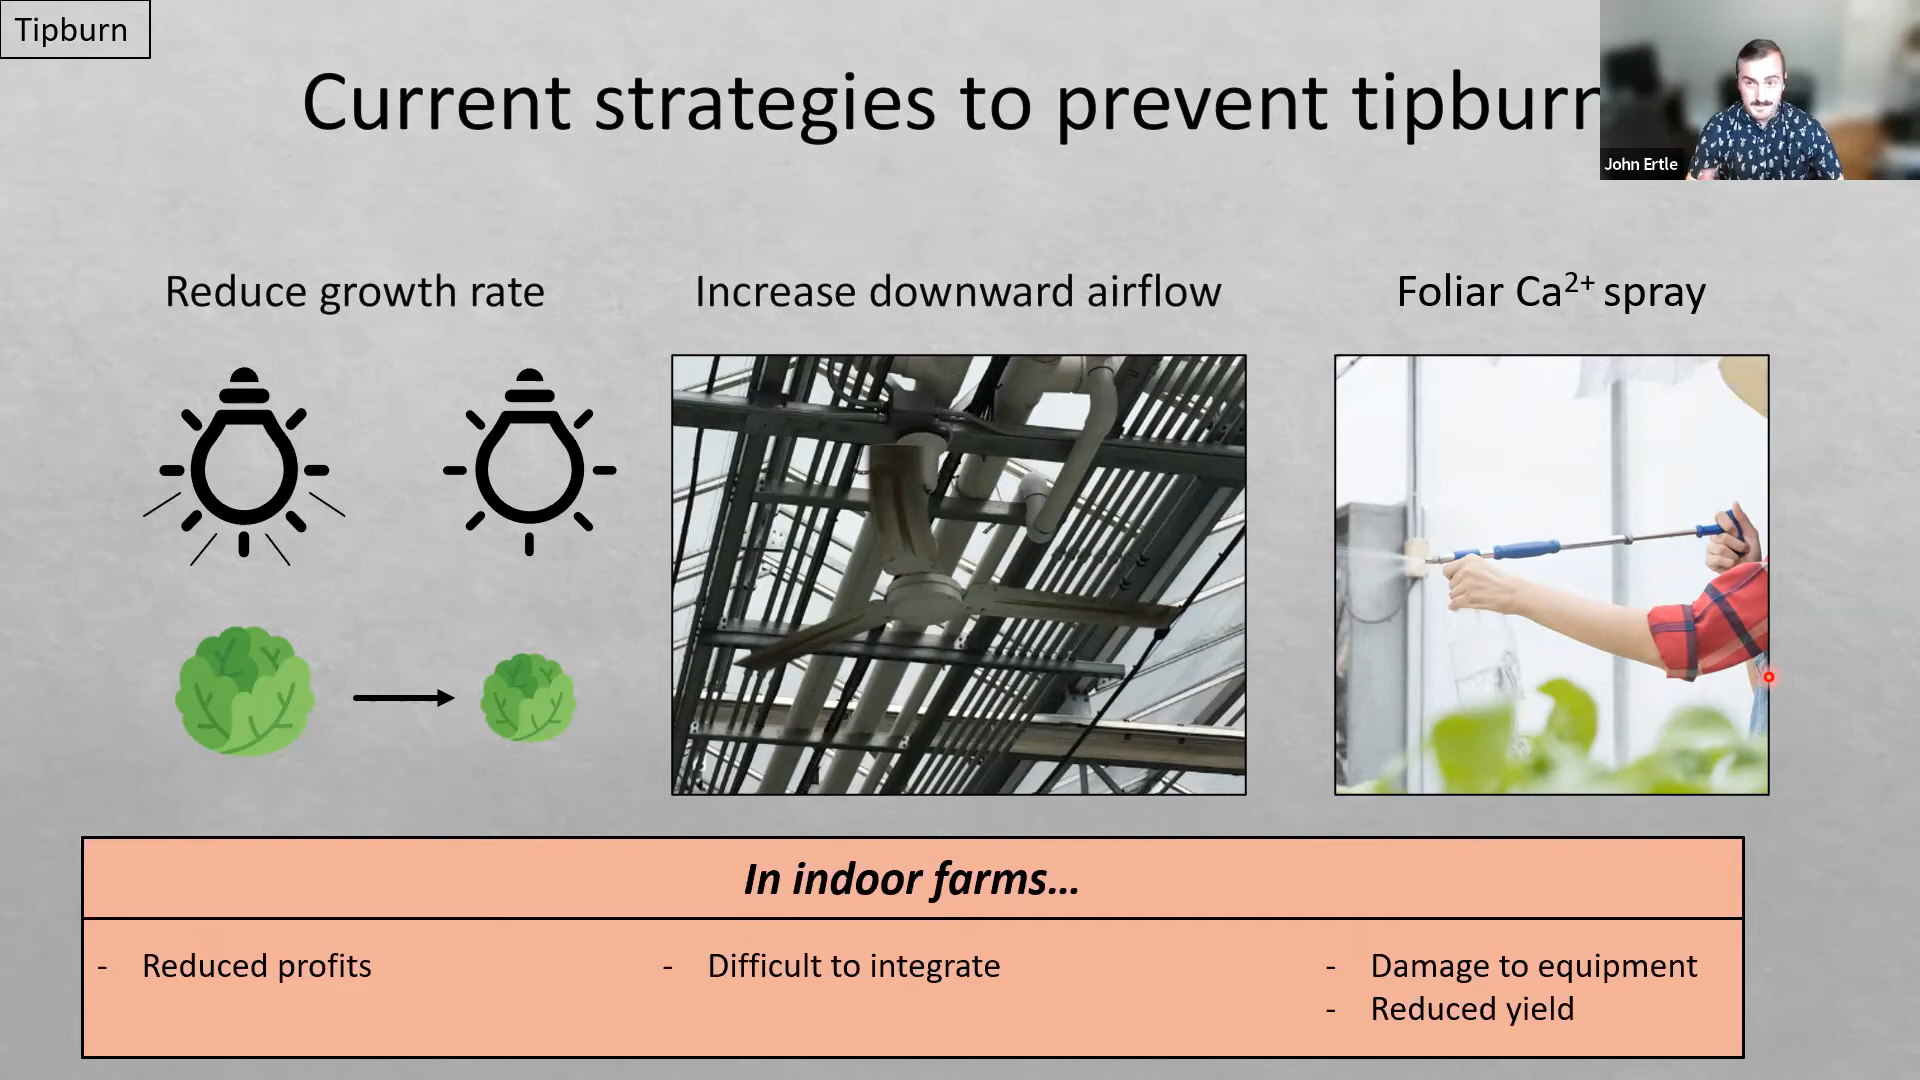 Tipburn
Current strategies to prevent tipburn
John Ertle
Reduce growth rate
Increase downward airflow
Foliar Ca²⁺ spray
In indoor farms...
- Reduced profits
- Difficult to integrate
- Damage to equipment
- Reduced yield